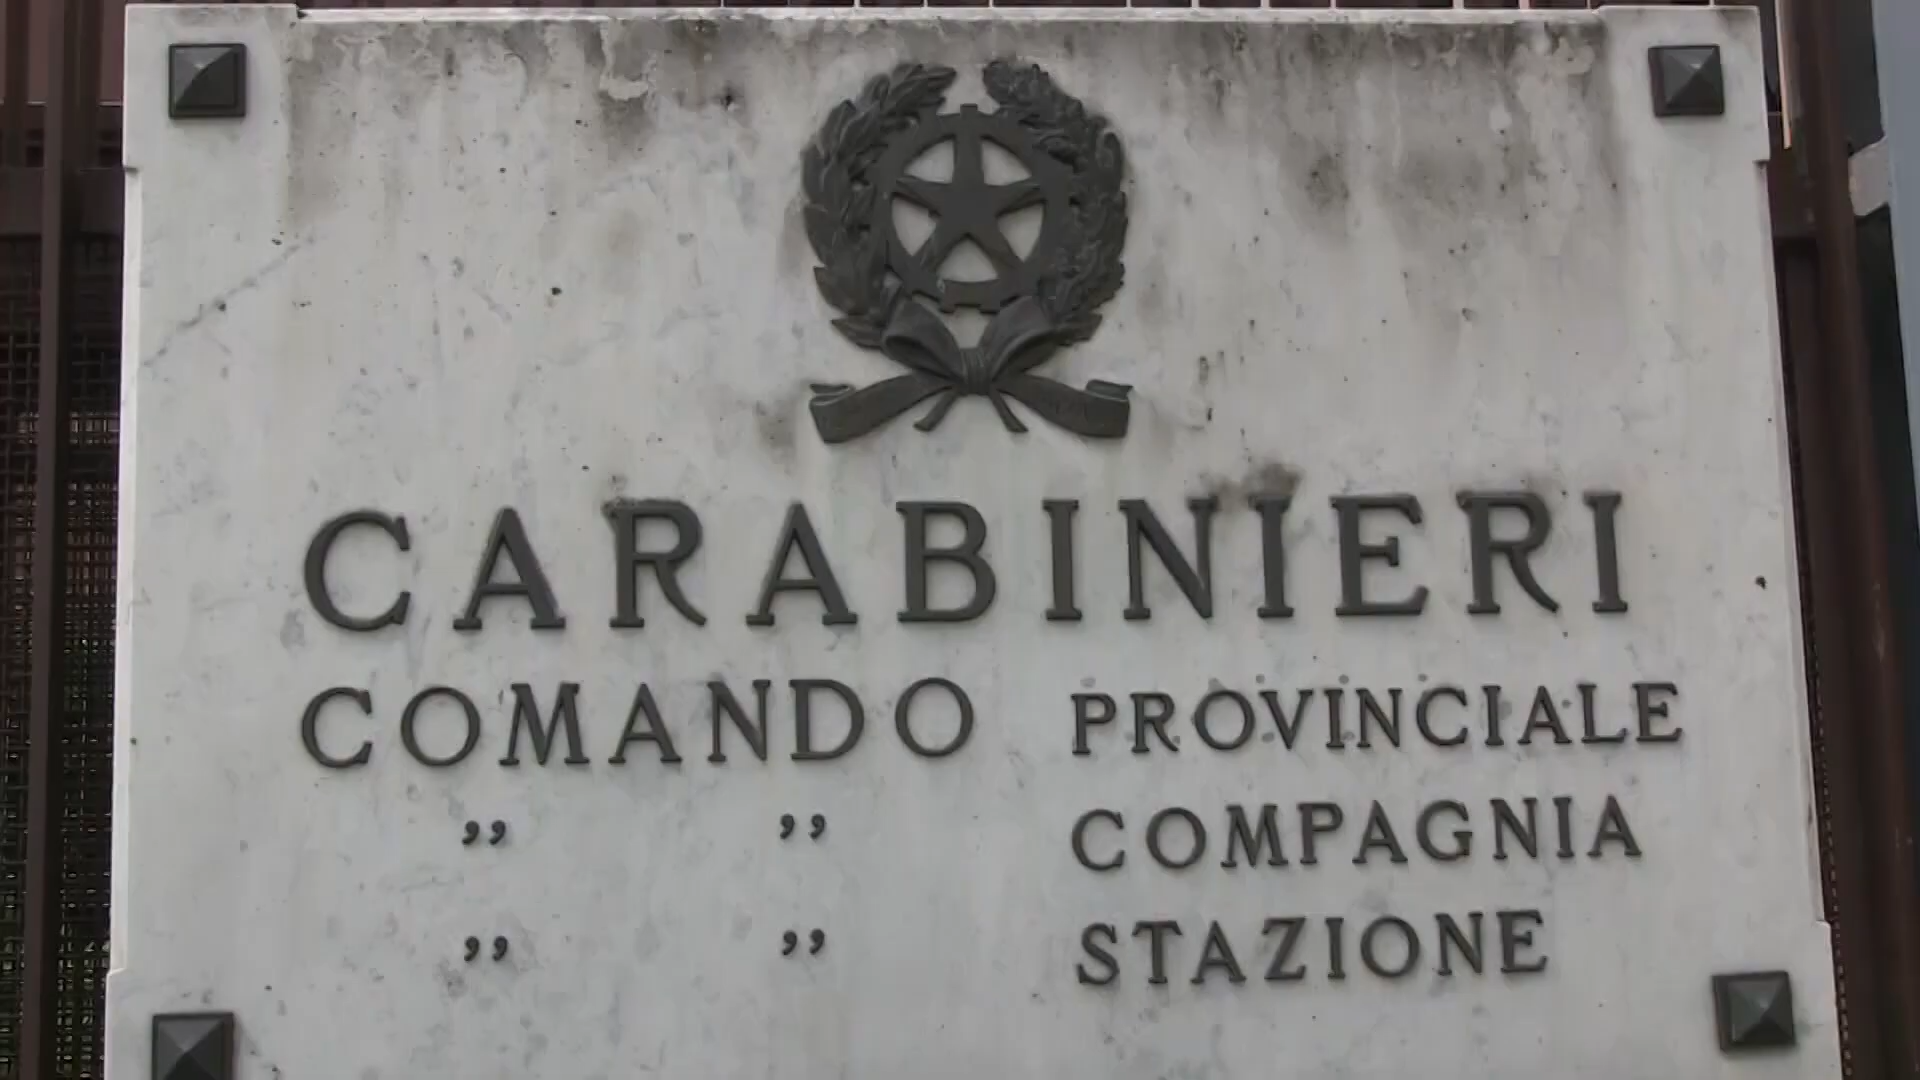 CARABINIERI
COMANDO PROVINCIALE
” ” COMPAGNIA
” ” STAZIONE